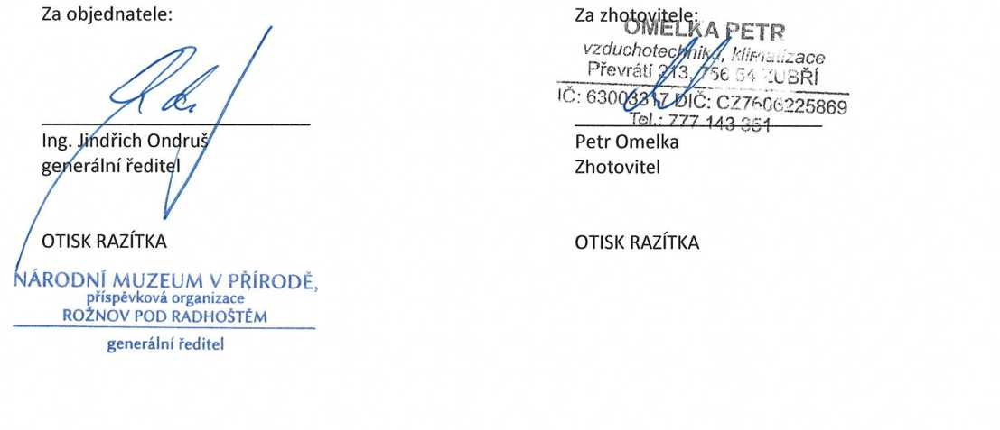 Za objednatele:
Ing. Jindřich Ondruš
generální ředitel
OTISK RAZÍTKA
NÁRODNÍ MUZEUM V PŘÍRODĚ,
příspěvková organizace
ROŽNOV POD RADHOŠTĚM
generální ředitel
Za zhotovitele:
OMELKA PETR
vzduchotechnika, klimatizace
Převrátí 213, 756 54 ZUBŘÍ
IČ: 63003317 DIČ: CZ7606225869
Tel.: 777 143 351
Petr Omelka
Zhotovitel
OTISK RAZÍTKA